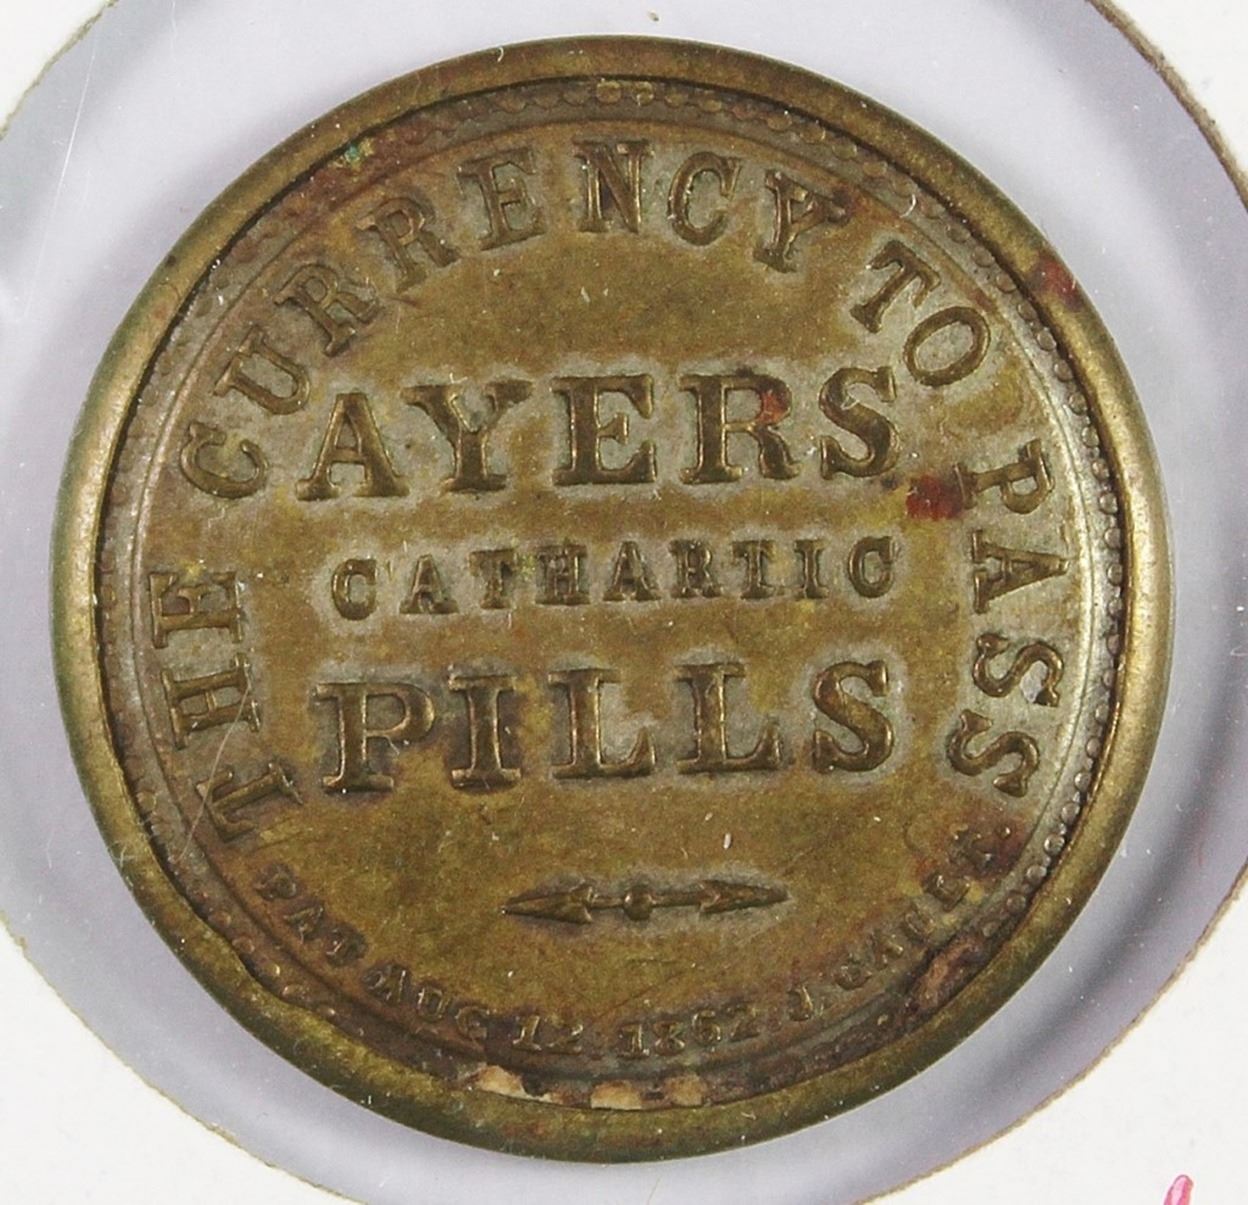 THE CURRENCY TO PASS
AYERS
CATHARTIC
PILLS
PAT. AUG 12. 1862. J. GAULT.